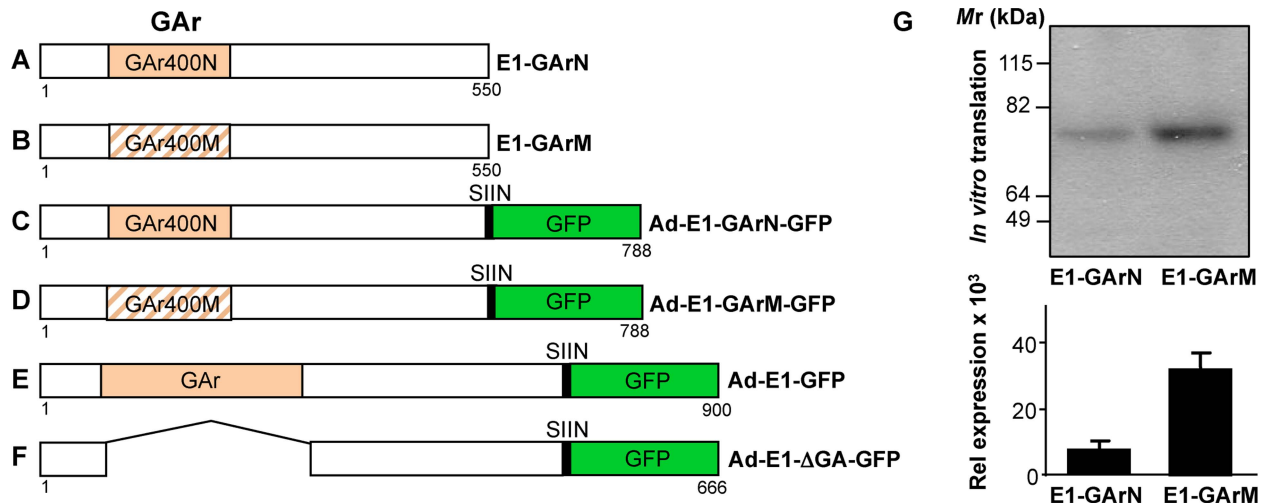 GAr
A GAr400N E1-GArN
1 550
B GAr400M E1-GArM
1 550
SIIN
C GAr400N GFP Ad-E1-GArN-GFP
1 788
SIIN
D GAr400M GFP Ad-E1-GArM-GFP
1 788
SIIN
E GAr GFP Ad-E1-GFP
1 900
SIIN
F GFP Ad-E1-ΔGA-GFP
1 666
G Mr (kDa)
In vitro translation
115
82
64
49
E1-GArN E1-GArM
Rel expression x 10³
40
20
0
E1-GArN E1-GArM